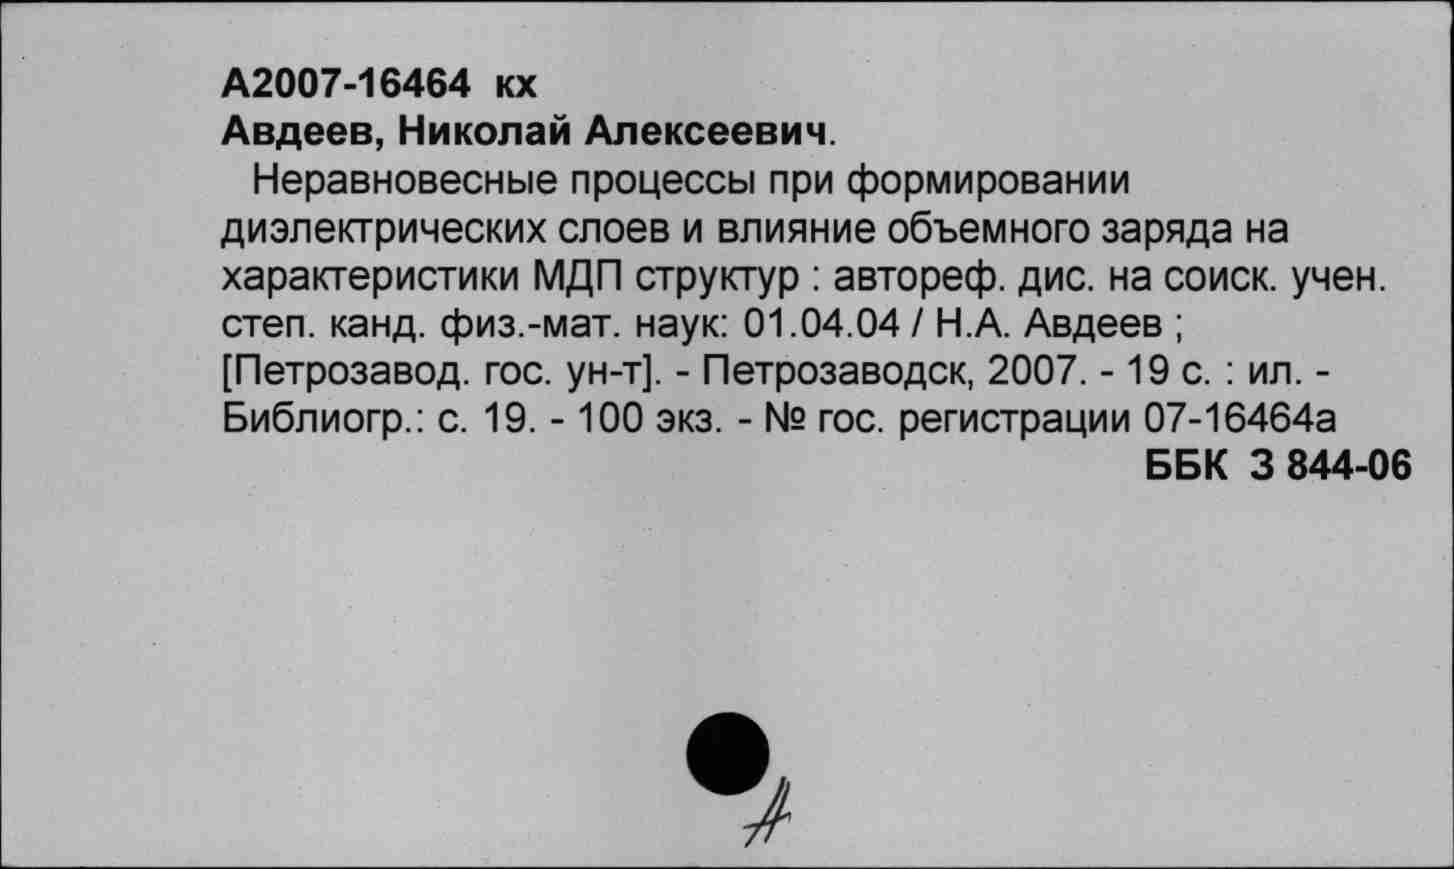 А2007-16464 кх
Авдеев, Николай Алексеевич.
Неравновесные процессы при формировании
диэлектрических слоев и влияние объемного заряда на
характеристики МДП структур : автореф. дис. на соиск. учен.
степ. канд. физ.-мат. наук: 01.04.04 / Н.А. Авдеев ;
[Петрозавод. гос. ун-т]. - Петрозаводск, 2007. - 19 с. : ил. -
Библиогр.: с. 19. - 100 экз. - № гос. регистрации 07-16464а
ББК З 844-06
А